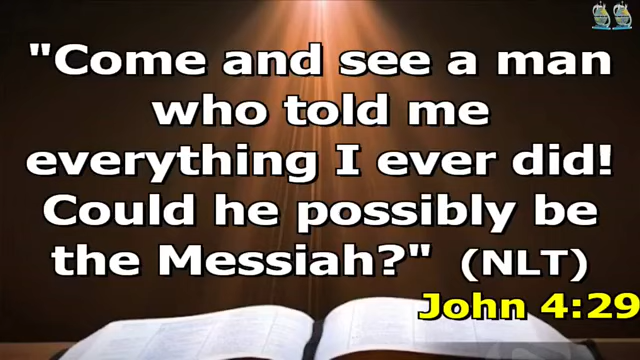 "Come and see a man
who told me
everything I ever did!
Could he possibly be
the Messiah?" (NLT)
John 4:29